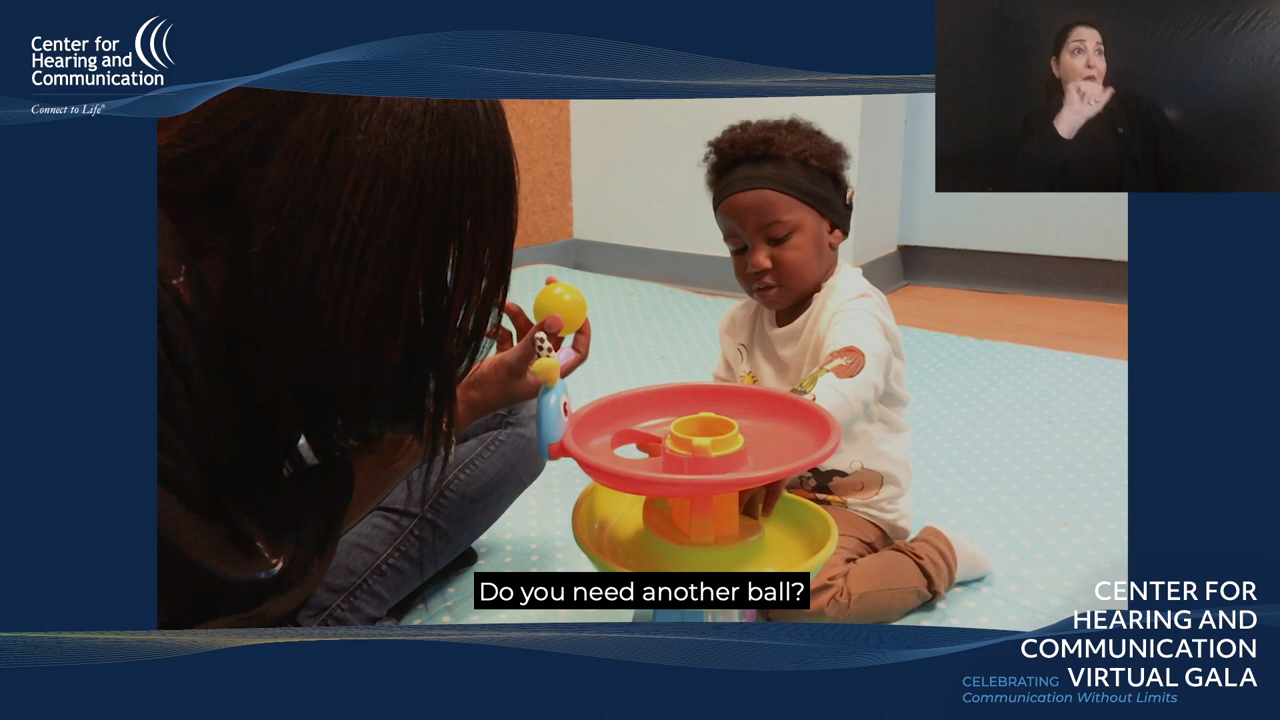 Center for
Hearing and
Communication
Connect to Life®
Do you need another ball?
CENTER FOR
HEARING AND
COMMUNICATION
CELEBRATING VIRTUAL GALA
Communication Without Limits